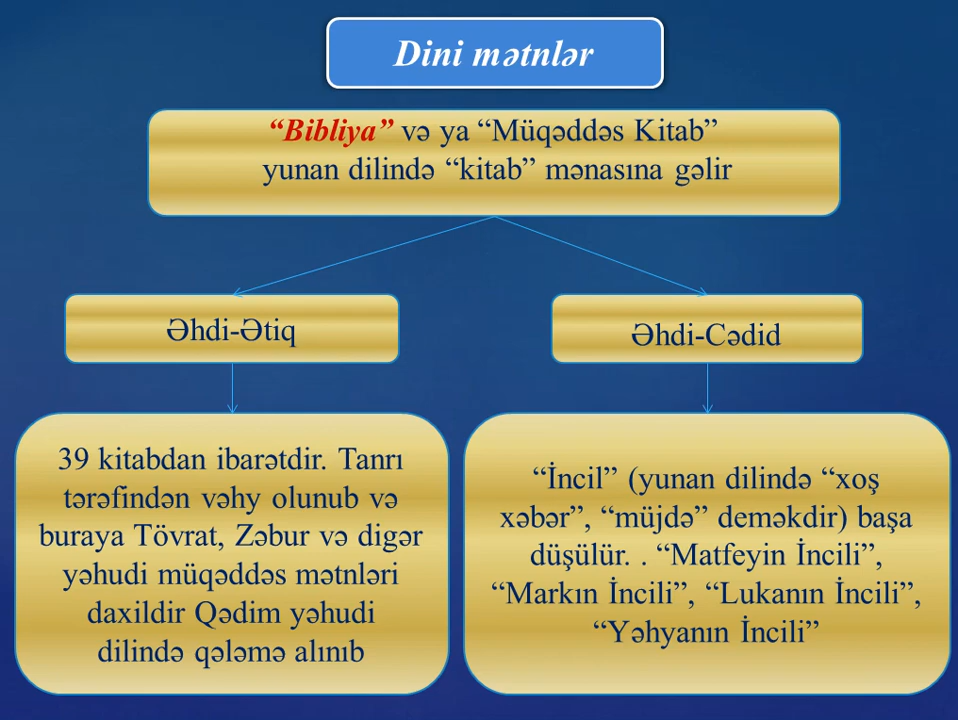 Dini mətnlər
“Bibliya” və ya “Müqəddəs Kitab”
yunan dilində “kitab” mənasına gəlir
Əhdi-Ətiq
Əhdi-Cədid
39 kitabdan ibarətdir. Tanrı
tərəfindən vəhy olunub və
buraya Tövrat, Zəbur və digər
yəhudi müqəddəs mətnləri
daxildir Qədim yəhudi
dilində qələmə alınıb
“İncil” (yunan dilində “xoş
xəbər”, “müjdə” deməkdir) başa
düşülür. . “Matfeyin İncili”,
“Markın İncili”, “Lukanın İncili”,
“Yəhyanın İncili”